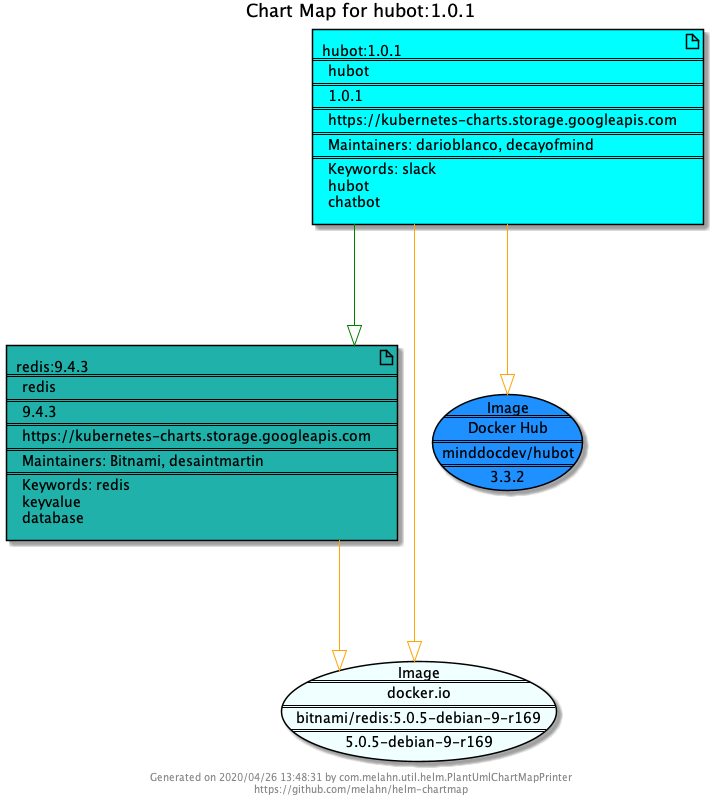 Chart Map for hubot:1.0.1
hubot:1.0.1
hubot
1.0.1
https://kubernetes-charts.storage.googleapis.com
Maintainers: darioblanco, decayofmind
Keywords: slack
hubot
chatbot
redis:9.4.3
redis
9.4.3
https://kubernetes-charts.storage.googleapis.com
Maintainers: Bitnami, desaintmartin
Keywords: redis
keyvalue
database
Image
Docker Hub
minddocdev/hubot
3.3.2
Image
docker.io
bitnami/redis:5.0.5-debian-9-r169
5.0.5-debian-9-r169
Generated on 2020/04/26 13:48:31 by com.melahn.util.helm.PlantUmlChartMapPrinter
https://github.com/melahn/helm-chartmap